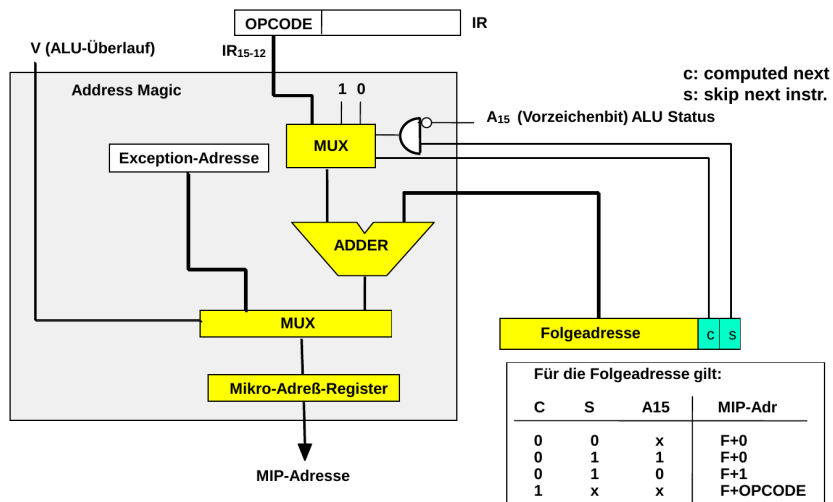 OPCODE
IR
V (ALU-Überlauf)
IR15-12
c: computed next
s: skip next instr.
Address Magic
1 0
A15 (Vorzeichenbit) ALU Status
MUX
Exception-Adresse
ADDER
MUX
Folgeadresse c s
Mikro-Adreß-Register
Für die Folgeadresse gilt:
C S A15 MIP-Adr
0 0 x F+0
0 1 1 F+0
0 1 0 F+1
1 x x F+OPCODE
MIP-Adresse